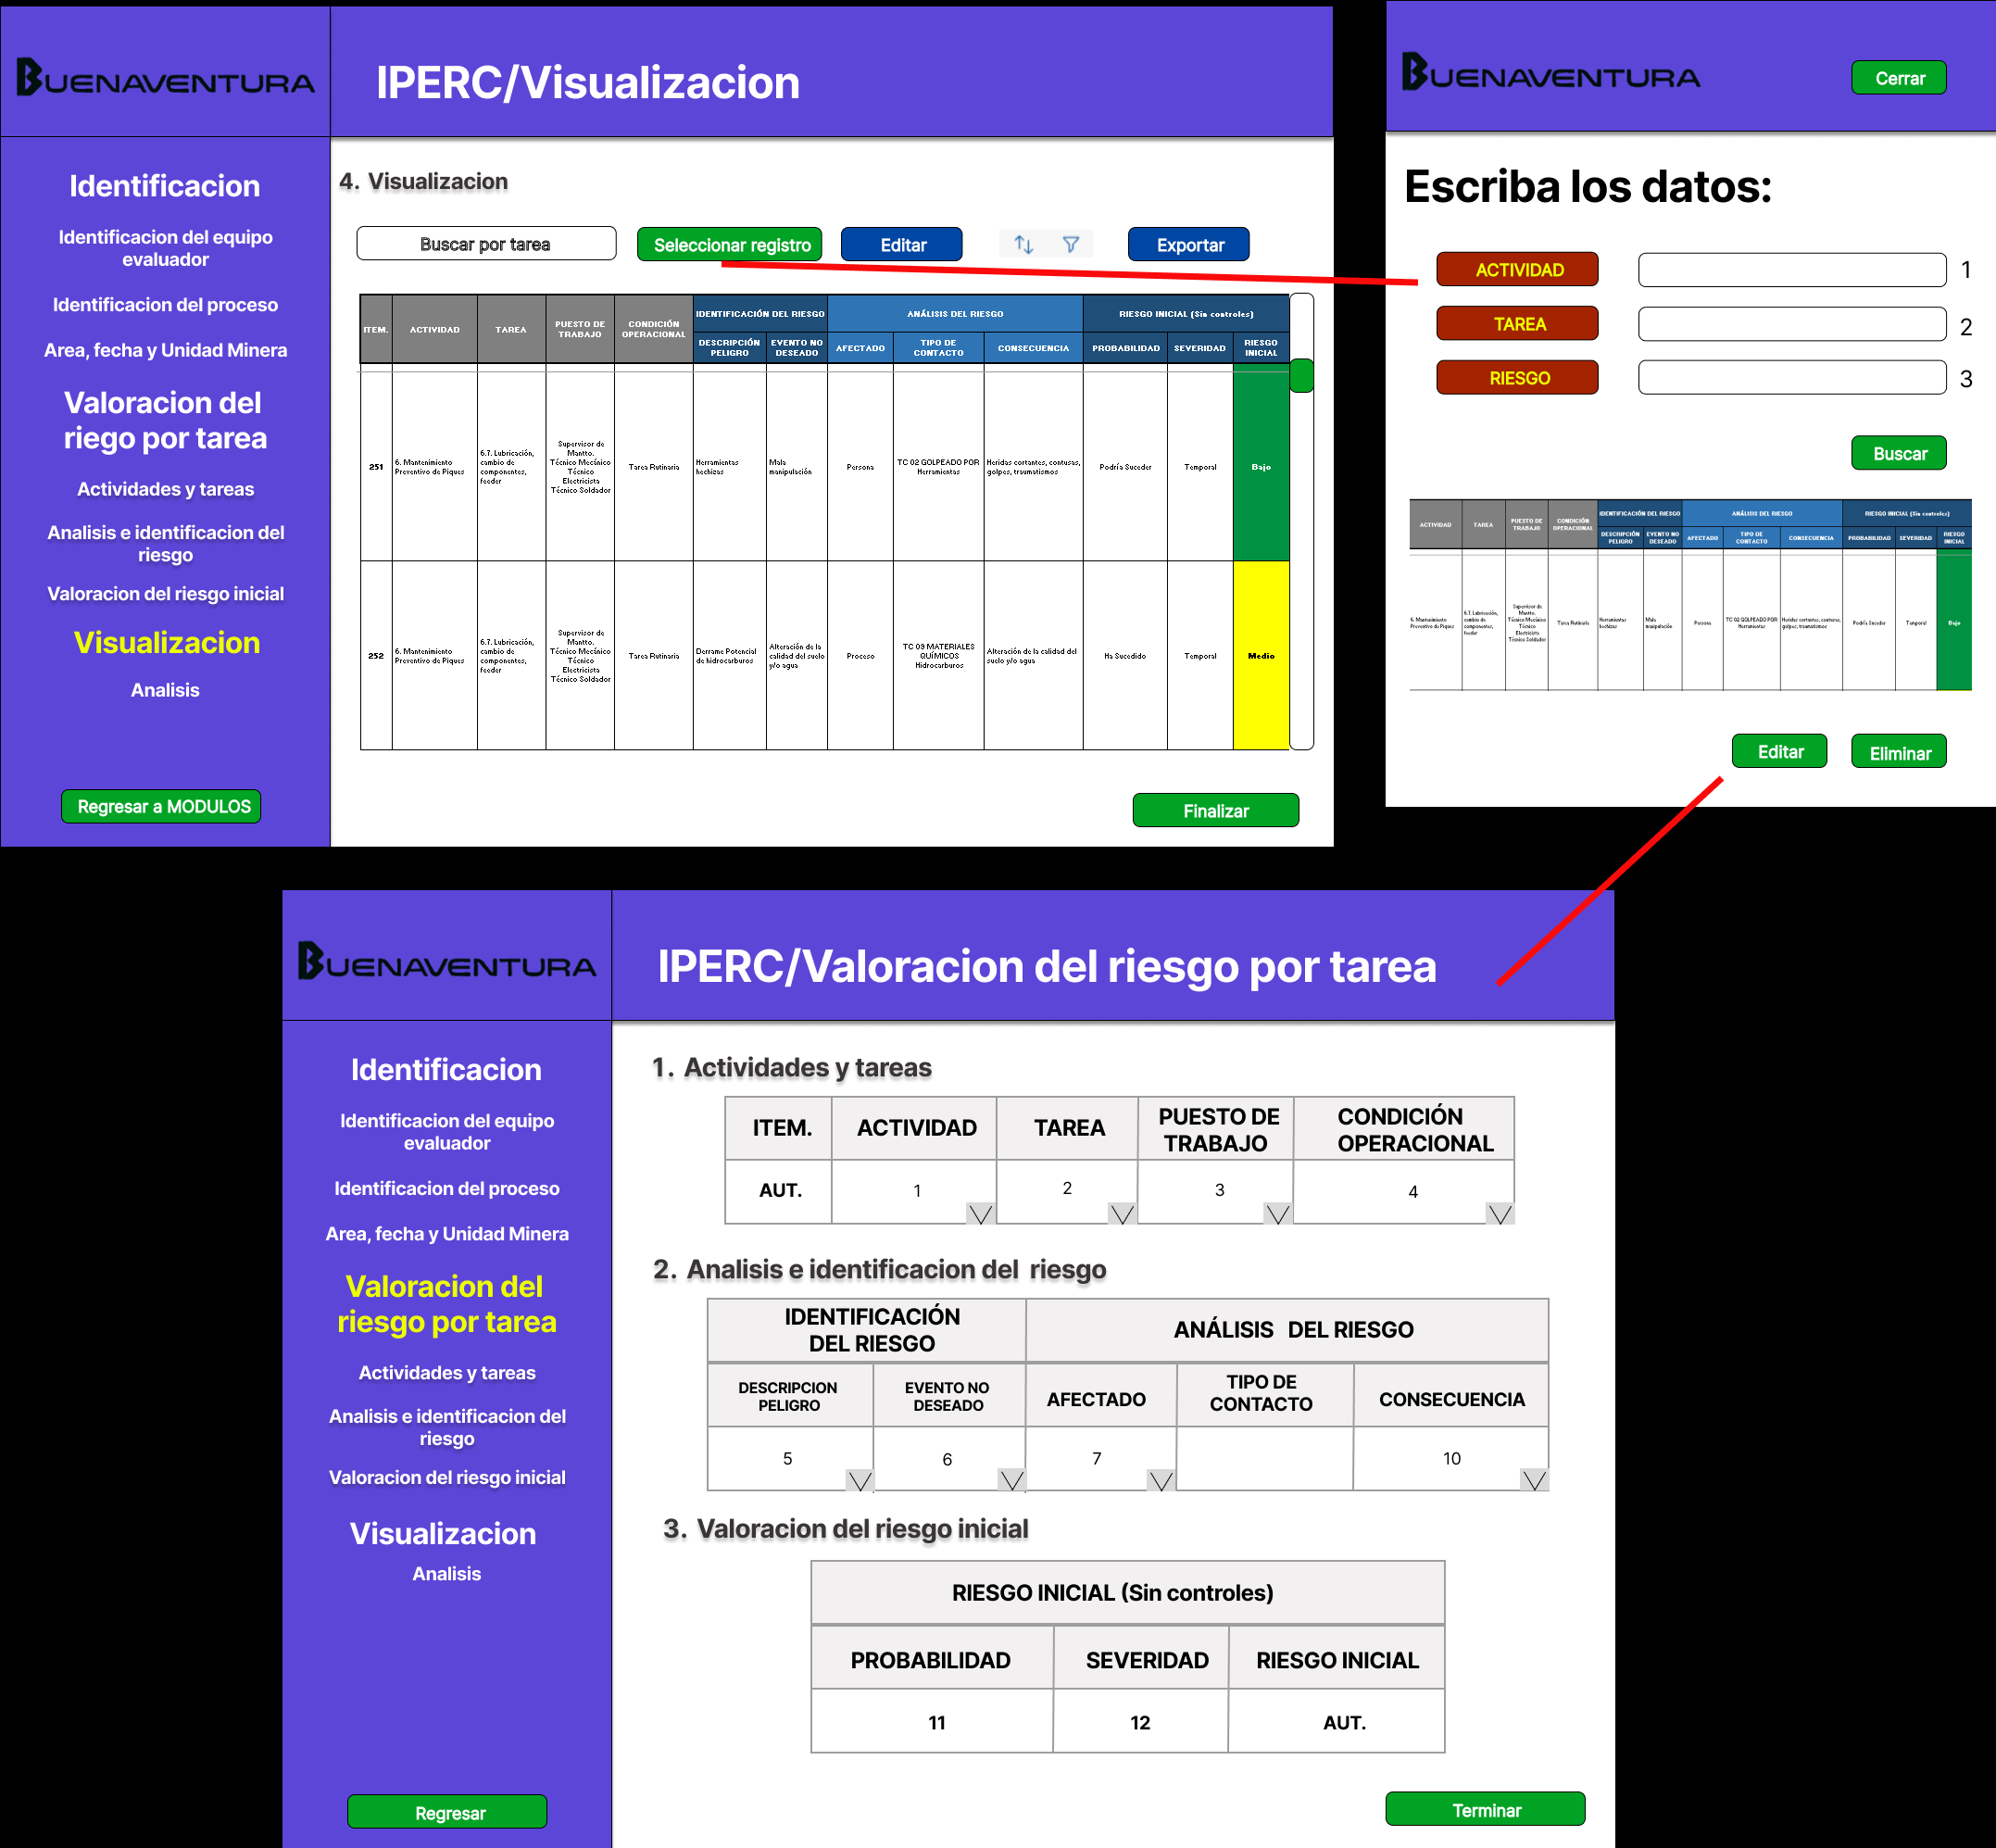 BUENAVENTURA
IPERC/Visualizacion
Identificacion
Identificacion del equipo
evaluador
Identificacion del proceso
Area, fecha y Unidad Minera
Valoracion del
riego por tarea
Actividades y tareas
Analisis e identificacion del
riesgo
Valoracion del riesgo inicial
Visualizacion
Analisis
Regresar a MODULOS
4. Visualizacion
Buscar por tarea
Seleccionar registro
Editar
Exportar
ITEM.
ACTIVIDAD
TAREA
PUESTO DE
TRABAJO
CONDICIÓN
OPERACIONAL
IDENTIFICACIÓN DEL RIESGO
ANÁLISIS DEL RIESGO
RIESGO INICIAL (Sin controles)
DESCRIPCIÓN
PELIGRO
EVENTO NO
DESEADO
AFECTADO
TIPO DE
CONTACTO
CONSECUENCIA
PROBABILIDAD
SEVERIDAD
RIESGO
INICIAL
251
6. Mantenimiento
Preventivo de Piques
6.7. Lubricación,
cambio de
componentes,
feeder
Supervisor de
Mantto.
Técnico Mecánico
Técnico
Electricista
Técnico Soldador
Tarea Rutinaria
Herramientas
hechizas
Mala
manipulación
Persona
TC 02 GOLPEADO POR
Herramientas
Heridas cortantes, contusas,
golpes, traumatismos
Podría Suceder
Temporal
Bajo
252
6. Mantenimiento
Preventivo de Piques
6.7. Lubricación,
cambio de
componentes,
feeder
Supervisor de
Mantto.
Técnico Mecánico
Técnico
Electricista
Técnico Soldador
Tarea Rutinaria
Derrame Potencial
de hidrocarburos
Alteración de la
calidad del suelo
y/o agua
Proceso
TC 09 MATERIALES
QUÍMICOS
Hidrocarburos
Alteración de la calidad del
suelo y/o agua
Ha Sucedido
Temporal
Medio
Finalizar
BUENAVENTURA
Cerrar
Escriba los datos:
ACTIVIDAD
1
TAREA
2
RIESGO
3
Buscar
ACTIVIDAD
TAREA
PUESTO DE
TRABAJO
CONDICIÓN
OPERACIONAL
IDENTIFICACIÓN DEL RIESGO
ANÁLISIS DEL RIESGO
RIESGO INICIAL (Sin controles)
DESCRIPCIÓN
PELIGRO
EVENTO NO
DESEADO
AFECTADO
TIPO DE
CONTACTO
CONSECUENCIA
PROBABILIDAD
SEVERIDAD
RIESGO
INICIAL
6. Mantenimiento
Preventivo de Piques
6.7. Lubricación,
cambio de
componentes,
feeder
Supervisor de
Mantto.
Técnico Mecánico
Técnico
Electricista
Técnico Soldador
Tarea Rutinaria
Herramientas
hechizas
Mala
manipulación
Persona
TC 02 GOLPEADO POR
Herramientas
Heridas cortantes, contusas,
golpes, traumatismos
Podría Suceder
Temporal
Bajo
Editar
Eliminar
BUENAVENTURA
IPERC/Valoracion del riesgo por tarea
Identificacion
Identificacion del equipo
evaluador
Identificacion del proceso
Area, fecha y Unidad Minera
Valoracion del
riesgo por tarea
Actividades y tareas
Analisis e identificacion del
riesgo
Valoracion del riesgo inicial
Visualizacion
Analisis
Regresar
1. Actividades y tareas
ITEM.
ACTIVIDAD
TAREA
PUESTO DE
TRABAJO
CONDICIÓN
OPERACIONAL
AUT.
1
2
3
4
2. Analisis e identificacion del riesgo
IDENTIFICACIÓN
DEL RIESGO
ANÁLISIS DEL RIESGO
DESCRIPCION
PELIGRO
EVENTO NO
DESEADO
AFECTADO
TIPO DE
CONTACTO
CONSECUENCIA
5
6
7
10
3. Valoracion del riesgo inicial
RIESGO INICIAL (Sin controles)
PROBABILIDAD
SEVERIDAD
RIESGO INICIAL
11
12
AUT.
Terminar